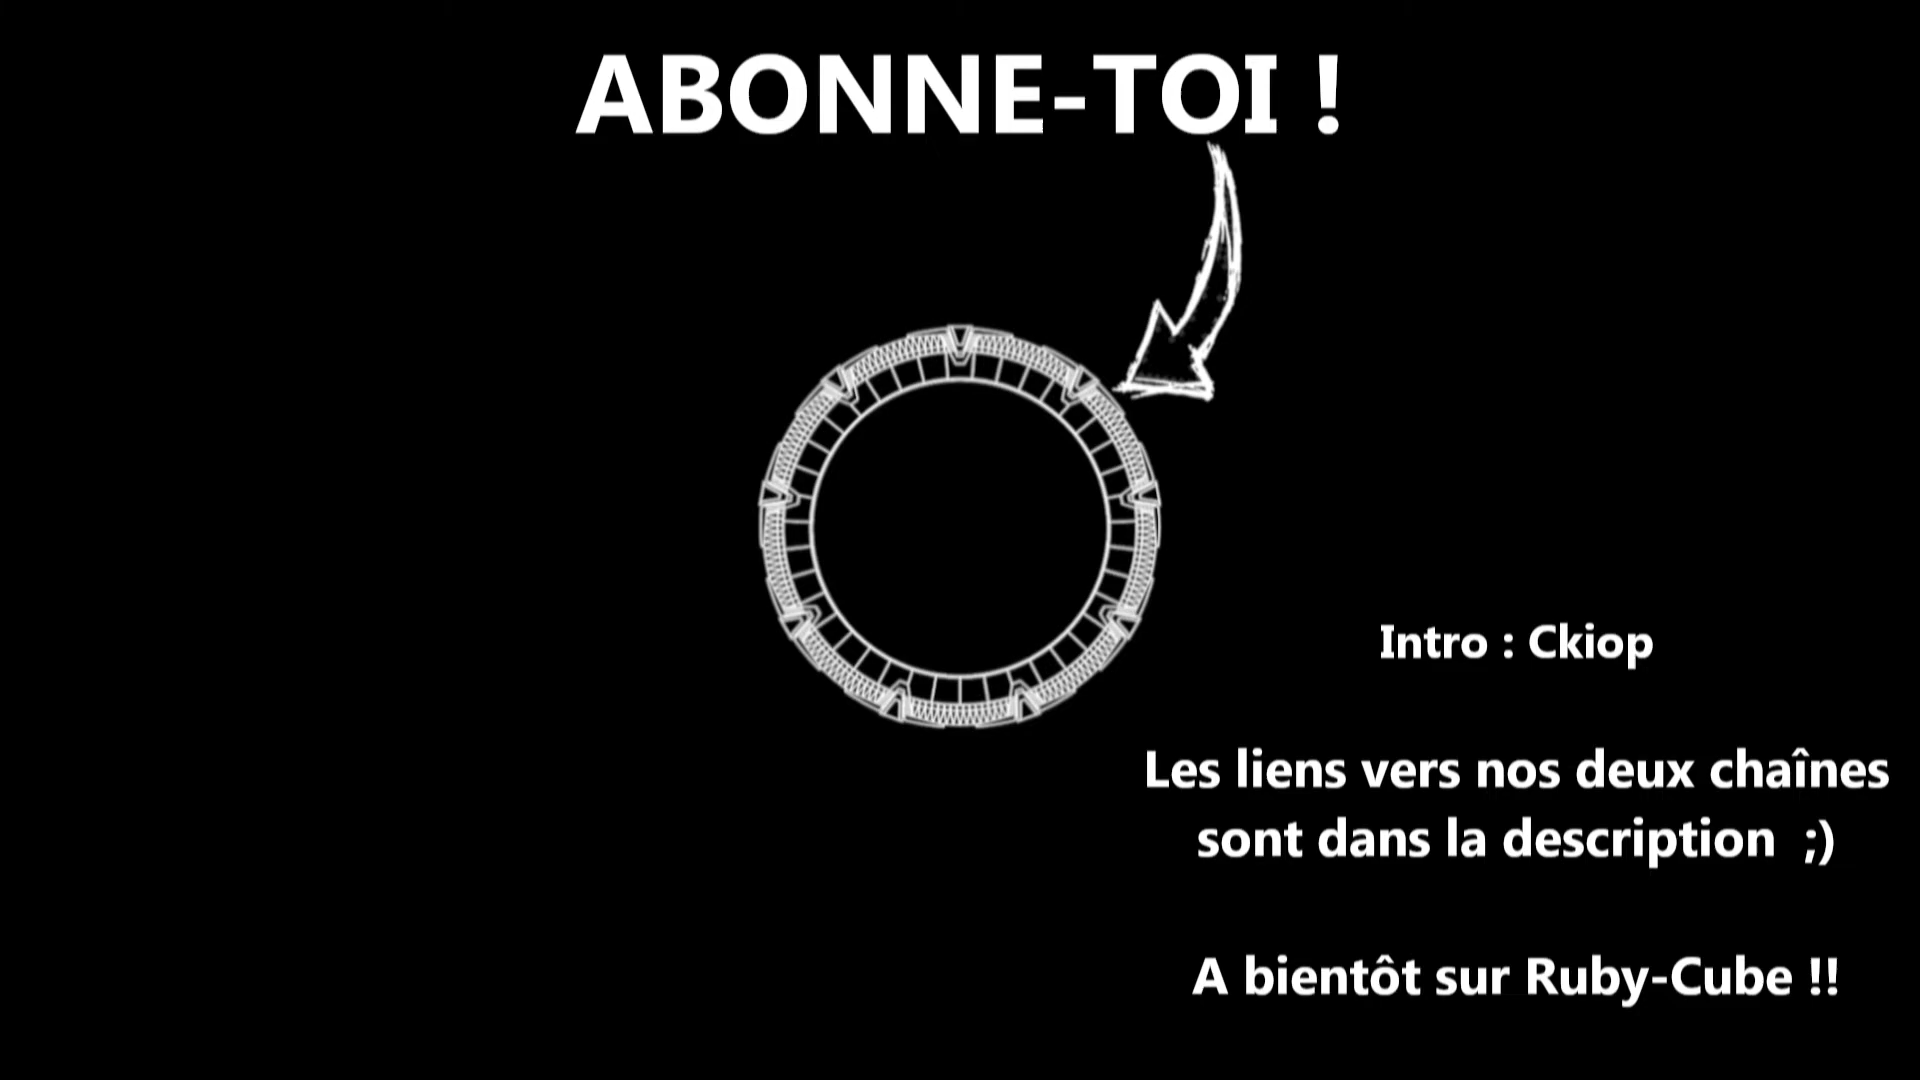 ABONNE-TOI !
Intro : Ckiop
Les liens vers nos deux chaînes
sont dans la description  ;)
A bientôt sur Ruby-Cube !!